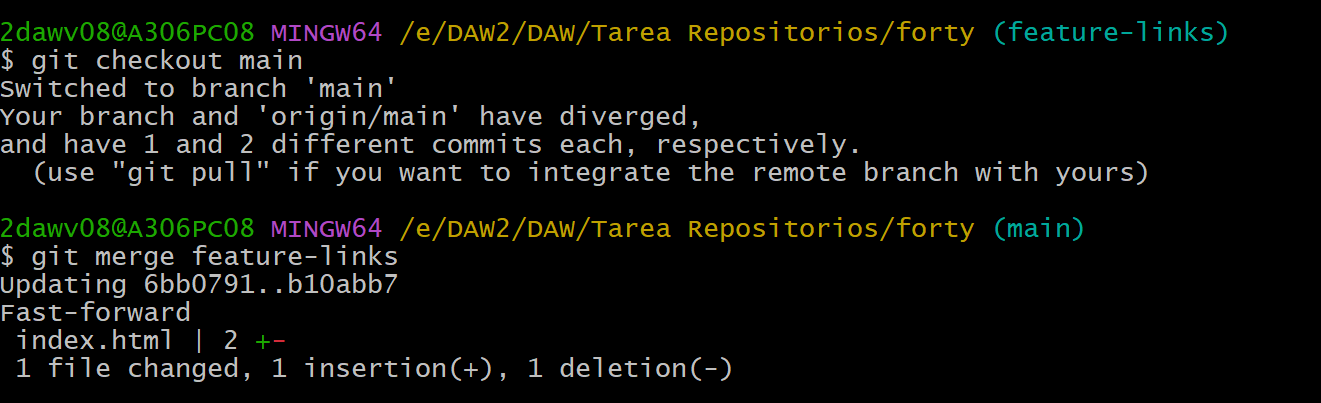 2dawv08@A306PC08 MINGW64 /e/DAW2/DAW/Tarea Repositorios/forty (feature-links)
$ git checkout main
Switched to branch 'main'
Your branch and 'origin/main' have diverged,
and have 1 and 2 different commits each, respectively.
  (use "git pull" if you want to integrate the remote branch with yours)

2dawv08@A306PC08 MINGW64 /e/DAW2/DAW/Tarea Repositorios/forty (main)
$ git merge feature-links
Updating 6bb0791..b10abb7
Fast-forward
 index.html | 2 +-
 1 file changed, 1 insertion(+), 1 deletion(-)